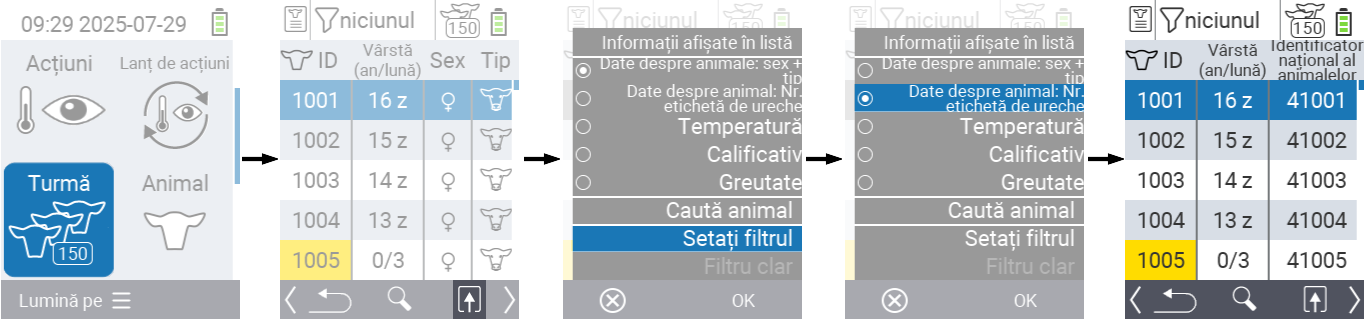 09:29 2025-07-29
Acțiuni
Lanț de acțiuni
Turmă
150
Animal
Lumină pe
niciunul
150
ID
Vârstă
(an/lună)
Sex
Tip
1001 16 z
1002 15 z
1003 14 z
1004 13 z
1005 0/3
niciunul
150
Informații afișate în listă
Date despre animale: sex +
tip
Date despre animal: Nr.
etichetă de ureche
Temperatură
Calificativ
Greutate
Caută animal
Setați filtrul
Filtru clar
OK
niciunul
150
Informații afișate în listă
Date despre animale: sex +
tip
Date despre animal: Nr.
etichetă de ureche
Temperatură
Calificativ
Greutate
Caută animal
Setați filtrul
Filtru clar
OK
niciunul
150
ID
Vârstă
(an/lună)
Identificator
național al
animalelor
1001 16 z 41001
1002 15 z 41002
1003 14 z 41003
1004 13 z 41004
1005 0/3 41005